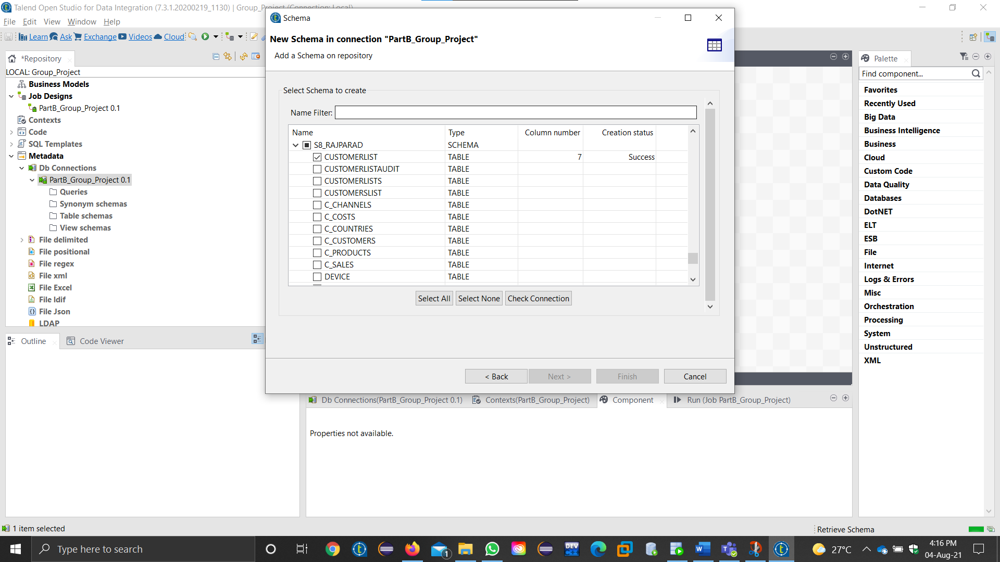 Talend Open Studio for Data Integration (7.3.1.20200219_1130) | Group_Project (Connection: Local)
File Edit View Window Help
Learn Ask Exchange Videos Cloud
*Repository
LOCAL: Group_Project
Business Models
Job Designs
PartB_Group_Project 0.1
Contexts
Code
SQL Templates
Metadata
Db Connections
PartB_Group_Project 0.1
Queries
Synonym schemas
Table schemas
View schemas
File delimited
File positional
File regex
File xml
File Excel
File ldif
File Json
LDAP
Outline
Code Viewer
Schema
New Schema in connection "PartB_Group_Project"
Add a Schema on repository
Select Schema to create
Name Filter:
Name Type Column number Creation status
S8_RAJPARAD SCHEMA
CUSTOMERLIST TABLE 7 Success
CUSTOMERLISTAUDIT TABLE
CUSTOMERLISTS TABLE
CUSTOMERSLIST TABLE
C_CHANNELS TABLE
C_COSTS TABLE
C_COUNTRIES TABLE
C_CUSTOMERS TABLE
C_PRODUCTS TABLE
C_SALES TABLE
DEVICE TABLE
Select All Select None Check Connection
< Back Next > Finish Cancel
Db Connections(PartB_Group_Project 0.1) Contexts(PartB_Group_Project) Component Run (Job PartB_Group_Project)
Properties not available.
Palette
Find component...
Favorites
Recently Used
Big Data
Business Intelligence
Business
Cloud
Custom Code
Data Quality
Databases
DotNET
ELT
ESB
File
Internet
Logs & Errors
Misc
Orchestration
Processing
System
Unstructured
XML
1 item selected
Retrieve Schema
Type here to search
DEV
C++
1
27°C
4:16 PM
04-Aug-21